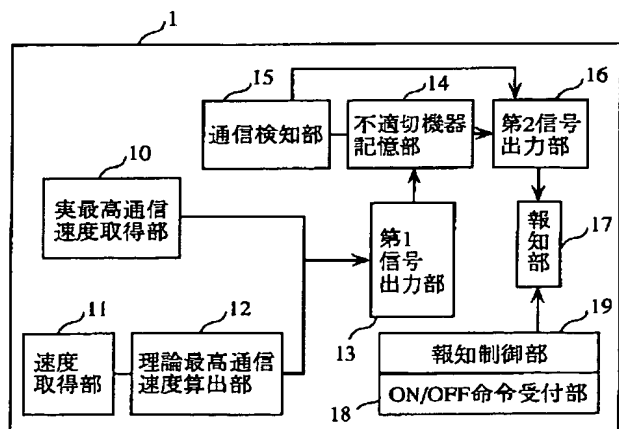 1
15
通信検知部
14
不適切機器
記憶部
16
第2信号
出力部
10
実最高通信
速度取得部
第1
信号
出力部
13
報
知
部
17
11
速度
取得部
12
理論最高通信
速度算出部
19
報知制御部
18
ON/OFF命令受付部